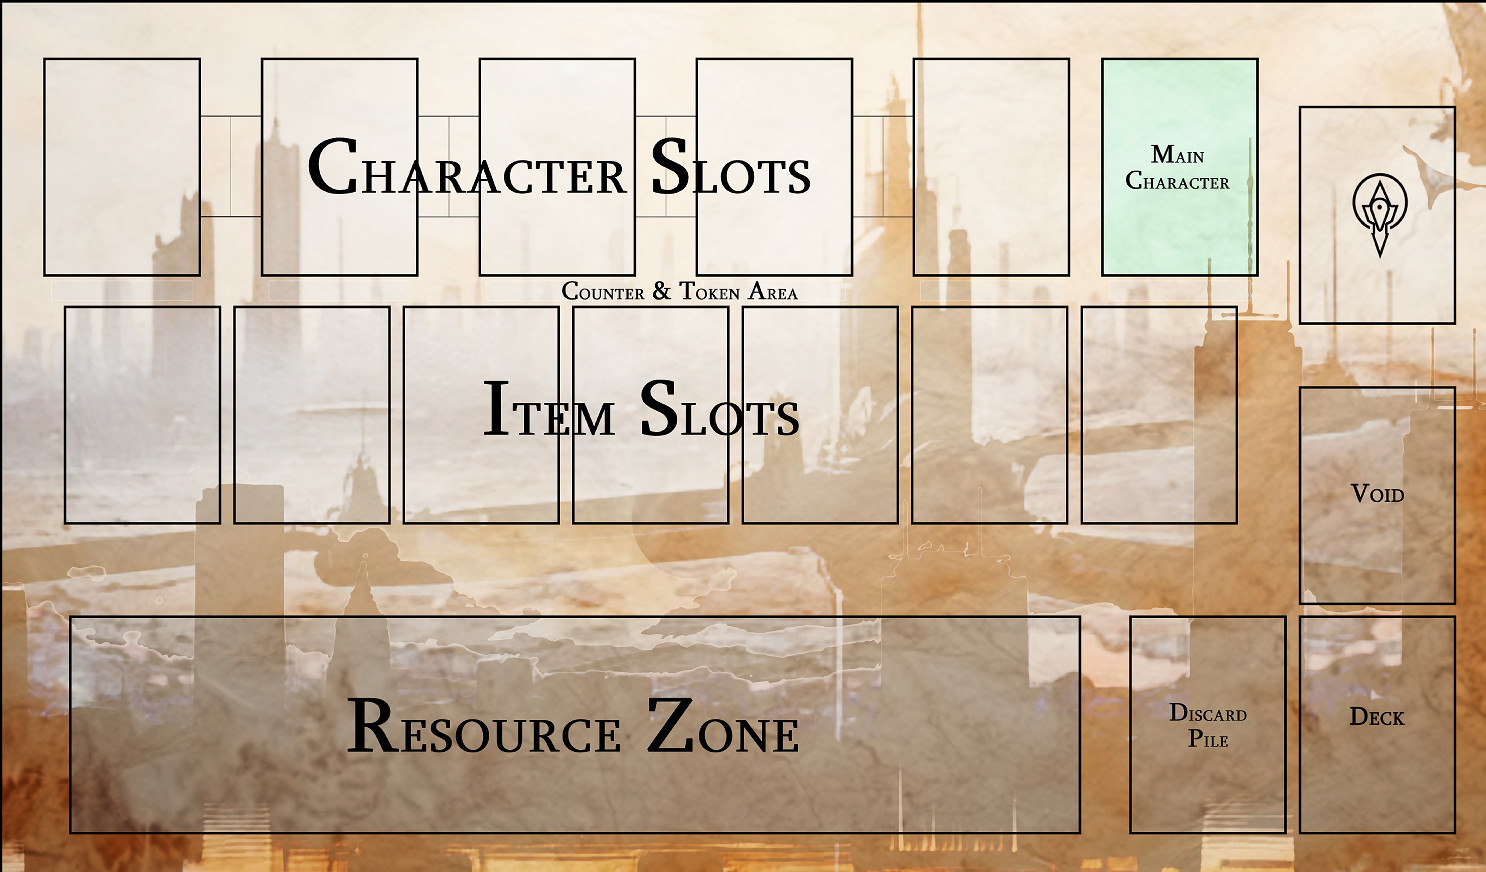 Character Slots
Main
Character
Counter & Token Area
Item Slots
Void
Resource Zone
Discard
Pile
Deck